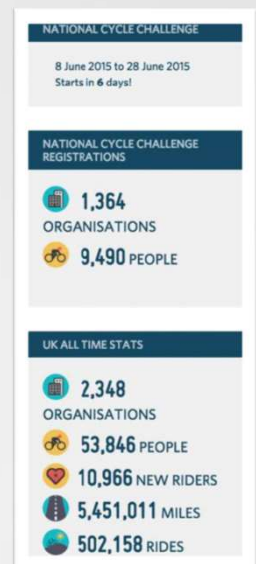 NATIONAL CYCLE CHALLENGE
8 June 2015 to 28 June 2015
Starts in 6 days!
NATIONAL CYCLE CHALLENGE
REGISTRATIONS
1,364
ORGANISATIONS
9,490 PEOPLE
UK ALL TIME STATS
2,348
ORGANISATIONS
53,846 PEOPLE
10,966 NEW RIDERS
5,451,011 MILES
502,158 RIDES